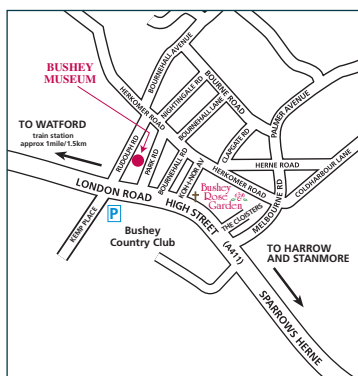 BUSHEY
MUSEUM
BOURNEHALL AVENUE
HERKOMER ROAD
NIGHTINGALE RD
BOURNE ROAD
BOURNEHALL LANE
PALMER AVENUE
TO WATFORD
train station
approx 1mile/1.5km
RUDOLPH RD
PARK RD
BOURNEHALL RD
KOH-I-NOR AV
CLAPGATE RD
HERNE ROAD
HERKOMER ROAD
COLDHARBOUR LANE
LONDON ROAD
HIGH STREET
Bushey
Rose
Garden
THE CLOISTERS
MELBOURNE RD
KEMP PLACE
P
Bushey
Country Club
(A411)
TO HARROW
AND STANMORE
SPARROWS HERNE